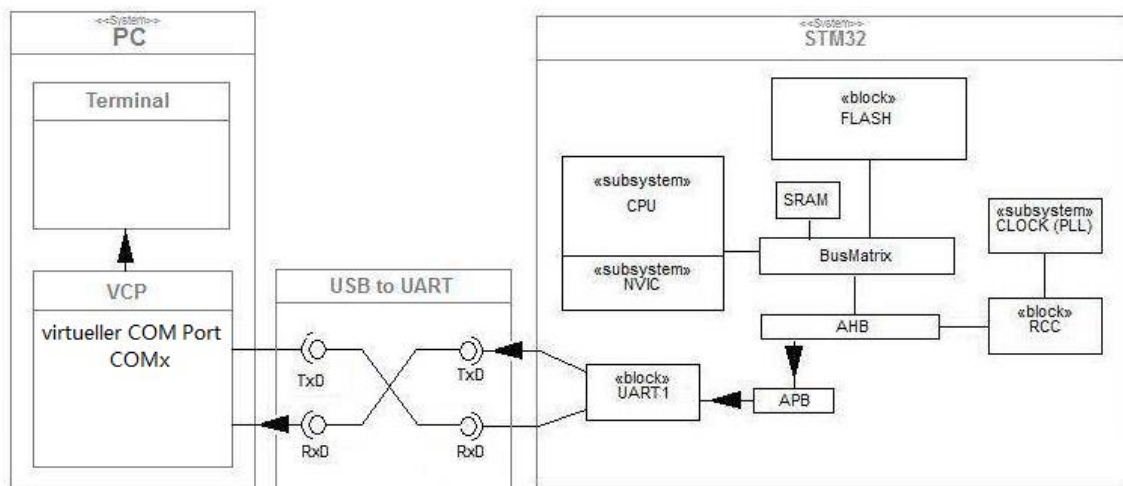 <<System>>
PC
Terminal
VCP
virtueller COM Port
COMx
USB to UART
TxD
RxD
TxD
RxD
<<System>>
STM32
«block»
FLASH
«subsystem»
CPU
«subsystem»
NVIC
SRAM
BusMatrix
«subsystem»
CLOCK (PLL)
AHB
«block»
RCC
«block»
UART1
APB